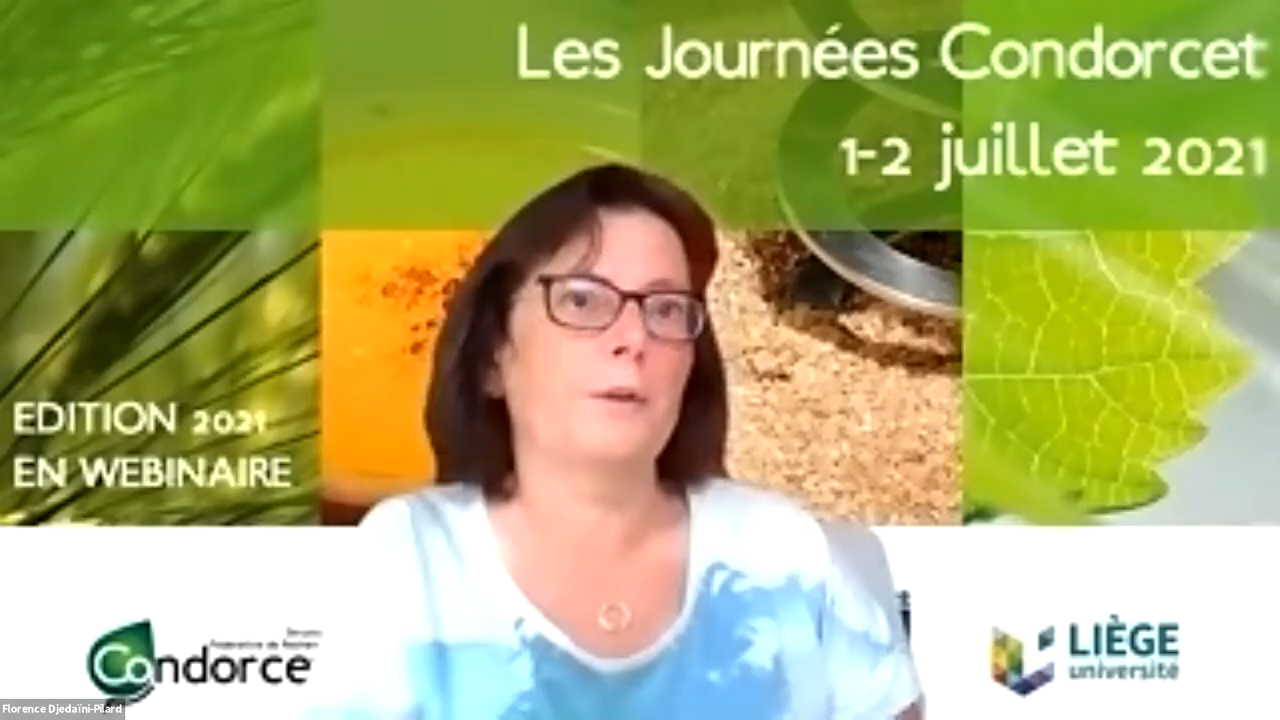 Les Journées Condorcet
1-2 juillet 2021
EDITION 2021
EN WEBINAIRE
Condorce
LIÈGE
université
Florence Djedaïni-Pilard